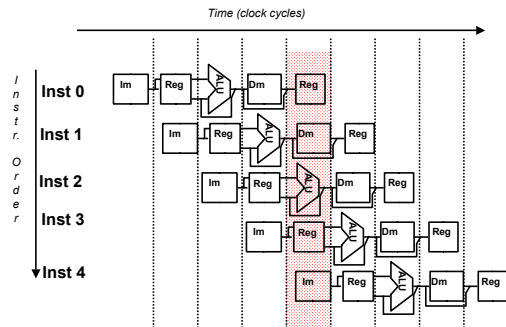 Time (clock cycles)
Instr. Order
Inst 0
Im Reg ALU Dm Reg
Inst 1
Im Reg ALU Dm Reg
Inst 2
Im Reg ALU Dm Reg
Inst 3
Im Reg ALU Dm Reg
Inst 4
Im Reg ALU Dm Reg